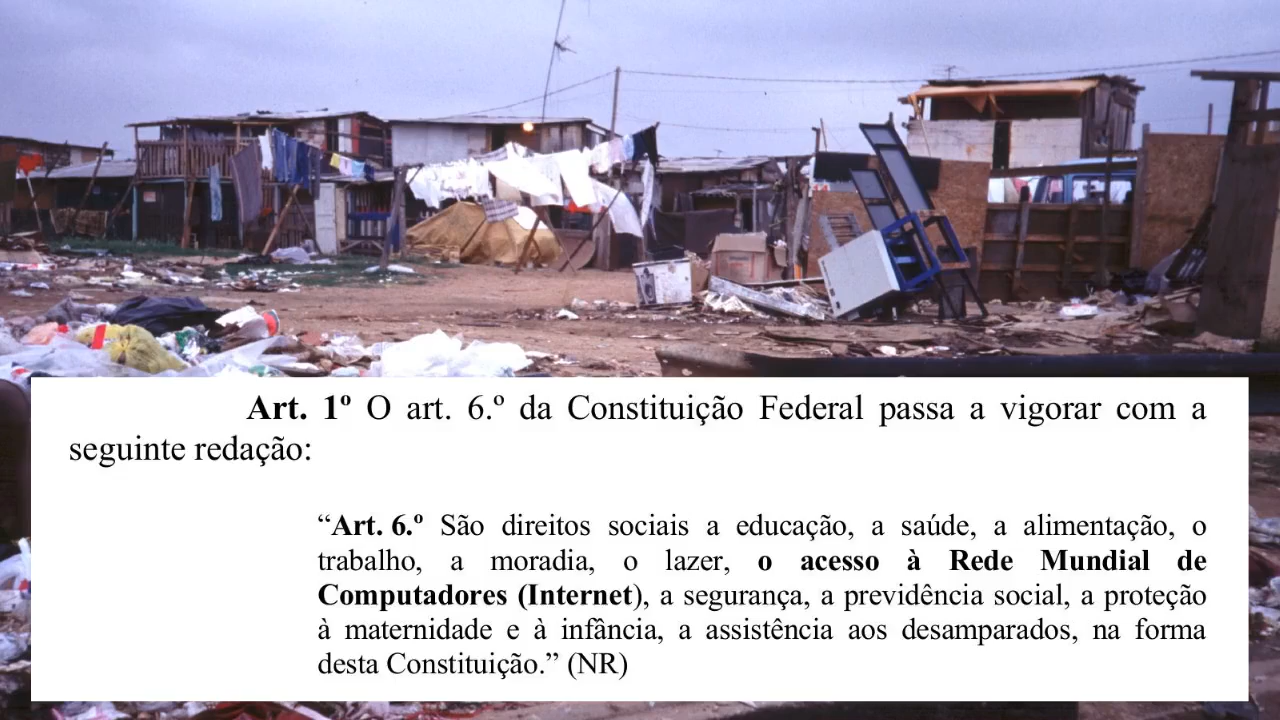 Art. 1º O art. 6.º da Constituição Federal passa a vigorar com a
seguinte redação:
“Art. 6.º São direitos sociais a educação, a saúde, a alimentação, o
trabalho, a moradia, o lazer, o acesso à Rede Mundial de
Computadores (Internet), a segurança, a previdência social, a proteção
à maternidade e à infância, a assistência aos desamparados, na forma
desta Constituição.” (NR)